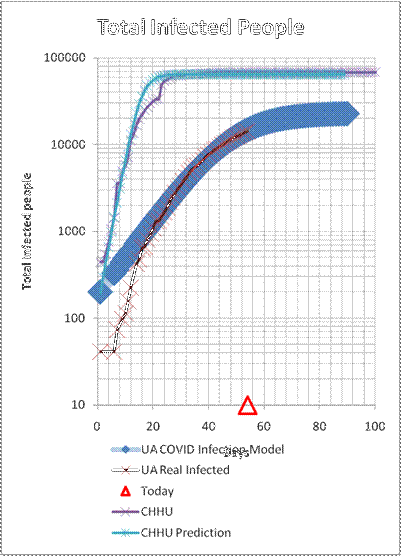 Total Infected People
Total Infected people
100000
10000
1000
100
10
0 20 40 60 80 100
Days
UA COVID Infection Model
UA Real Infected
Today
CHHU
CHHU Prediction